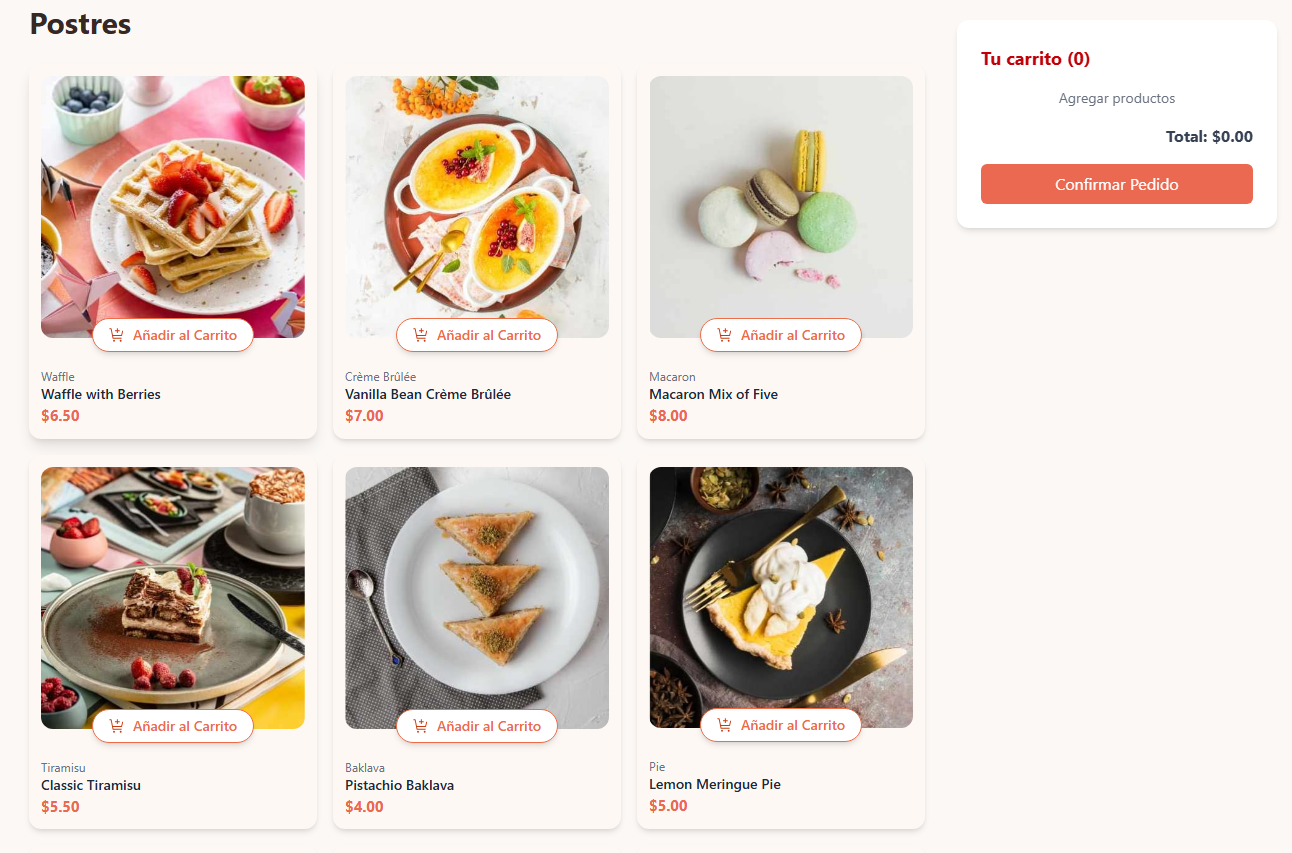 Postres
Añadir al Carrito
Waffle
Waffle with Berries
$6.50
Añadir al Carrito
Crème Brûlée
Vanilla Bean Crème Brûlée
$7.00
Añadir al Carrito
Macaron
Macaron Mix of Five
$8.00
Añadir al Carrito
Tiramisu
Classic Tiramisu
$5.50
Añadir al Carrito
Baklava
Pistachio Baklava
$4.00
Añadir al Carrito
Pie
Lemon Meringue Pie
$5.00
Tu carrito (0)
Agregar productos
Total: $0.00
Confirmar Pedido